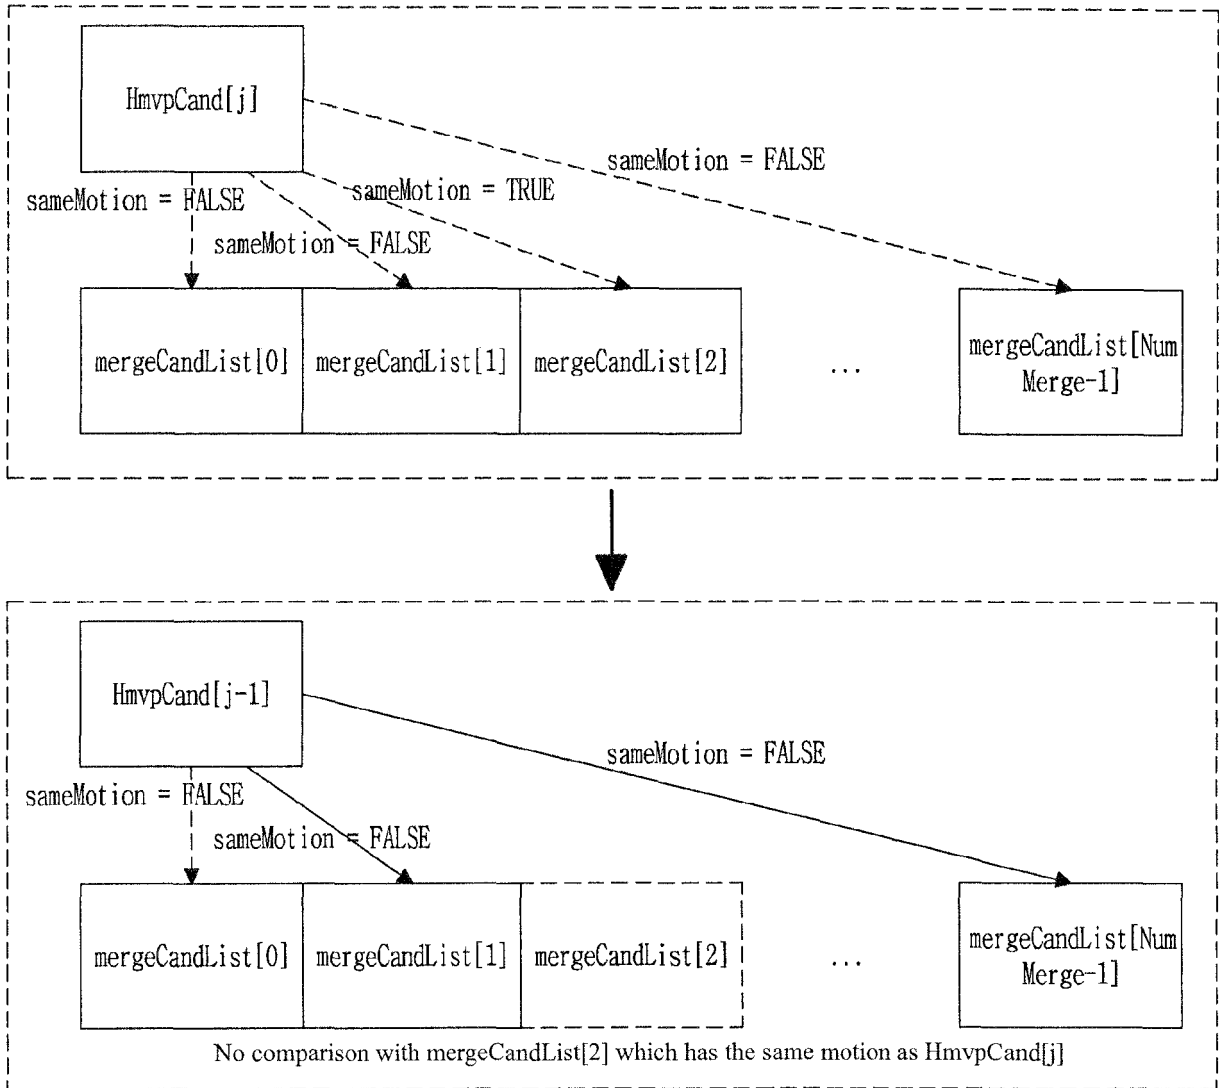 HmvpCand[j]
sameMotion = FALSE
sameMotion = TRUE
sameMotion = FALSE
sameMotion = FALSE
mergeCandList[0]
mergeCandList[1]
mergeCandList[2]
...
mergeCandList[Num
Merge-1]
HmvpCand[j-1]
sameMotion = FALSE
sameMotion = FALSE
sameMotion = FALSE
mergeCandList[0]
mergeCandList[1]
mergeCandList[2]
...
mergeCandList[Num
Merge-1]
No comparison with mergeCandList[2] which has the same motion as HmvpCand[j]